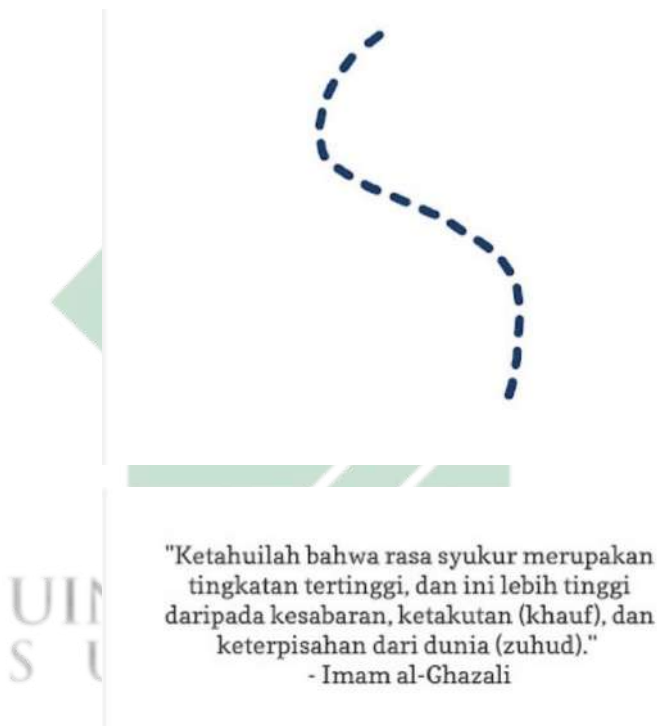 "Ketahuilah bahwa rasa syukur merupakan
tingkatan tertinggi, dan ini lebih tinggi
daripada kesabaran, ketakutan (khauf), dan
keterpisahan dari dunia (zuhud)."
- Imam al-Ghazali
UIN
S